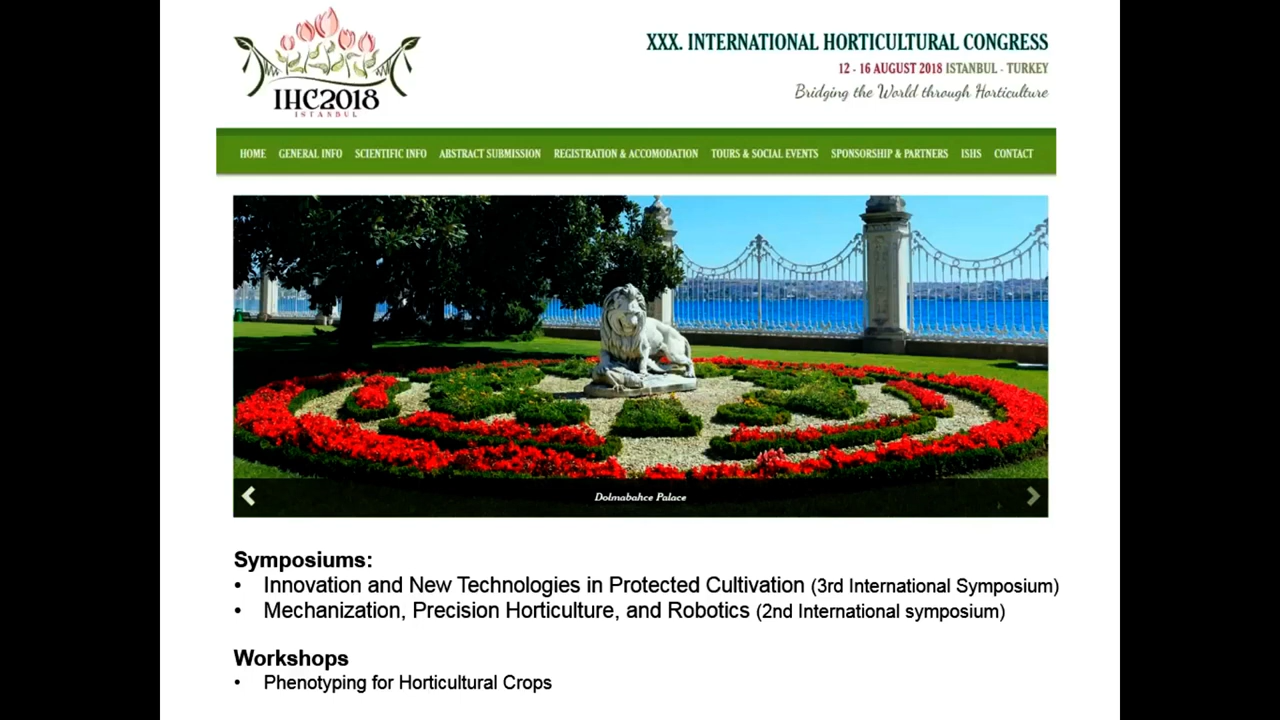 IHC2018
ISTANBUL
XXX. INTERNATIONAL HORTICULTURAL CONGRESS
12 - 16 AUGUST 2018 ISTANBUL - TURKEY
Bridging the World through Horticulture
HOME GENERAL INFO SCIENTIFIC INFO ABSTRACT SUBMISSION REGISTRATION & ACCOMODATION TOURS & SOCIAL EVENTS SPONSORSHIP & PARTNERS ISHS CONTACT
Dolmabahce Palace
Symposiums:
• Innovation and New Technologies in Protected Cultivation (3rd International Symposium)
• Mechanization, Precision Horticulture, and Robotics (2nd International symposium)
Workshops
• Phenotyping for Horticultural Crops